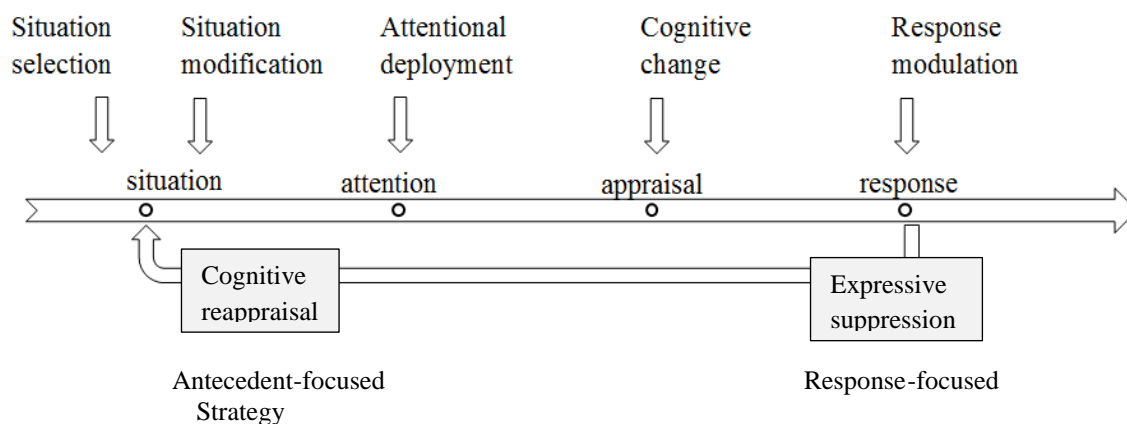 Situation
selection
Situation
modification
Attentional
deployment
Cognitive
change
Response
modulation
situation
attention
appraisal
response
Cognitive
reappraisal
Expressive
suppression
Antecedent-focused
Strategy
Response-focused